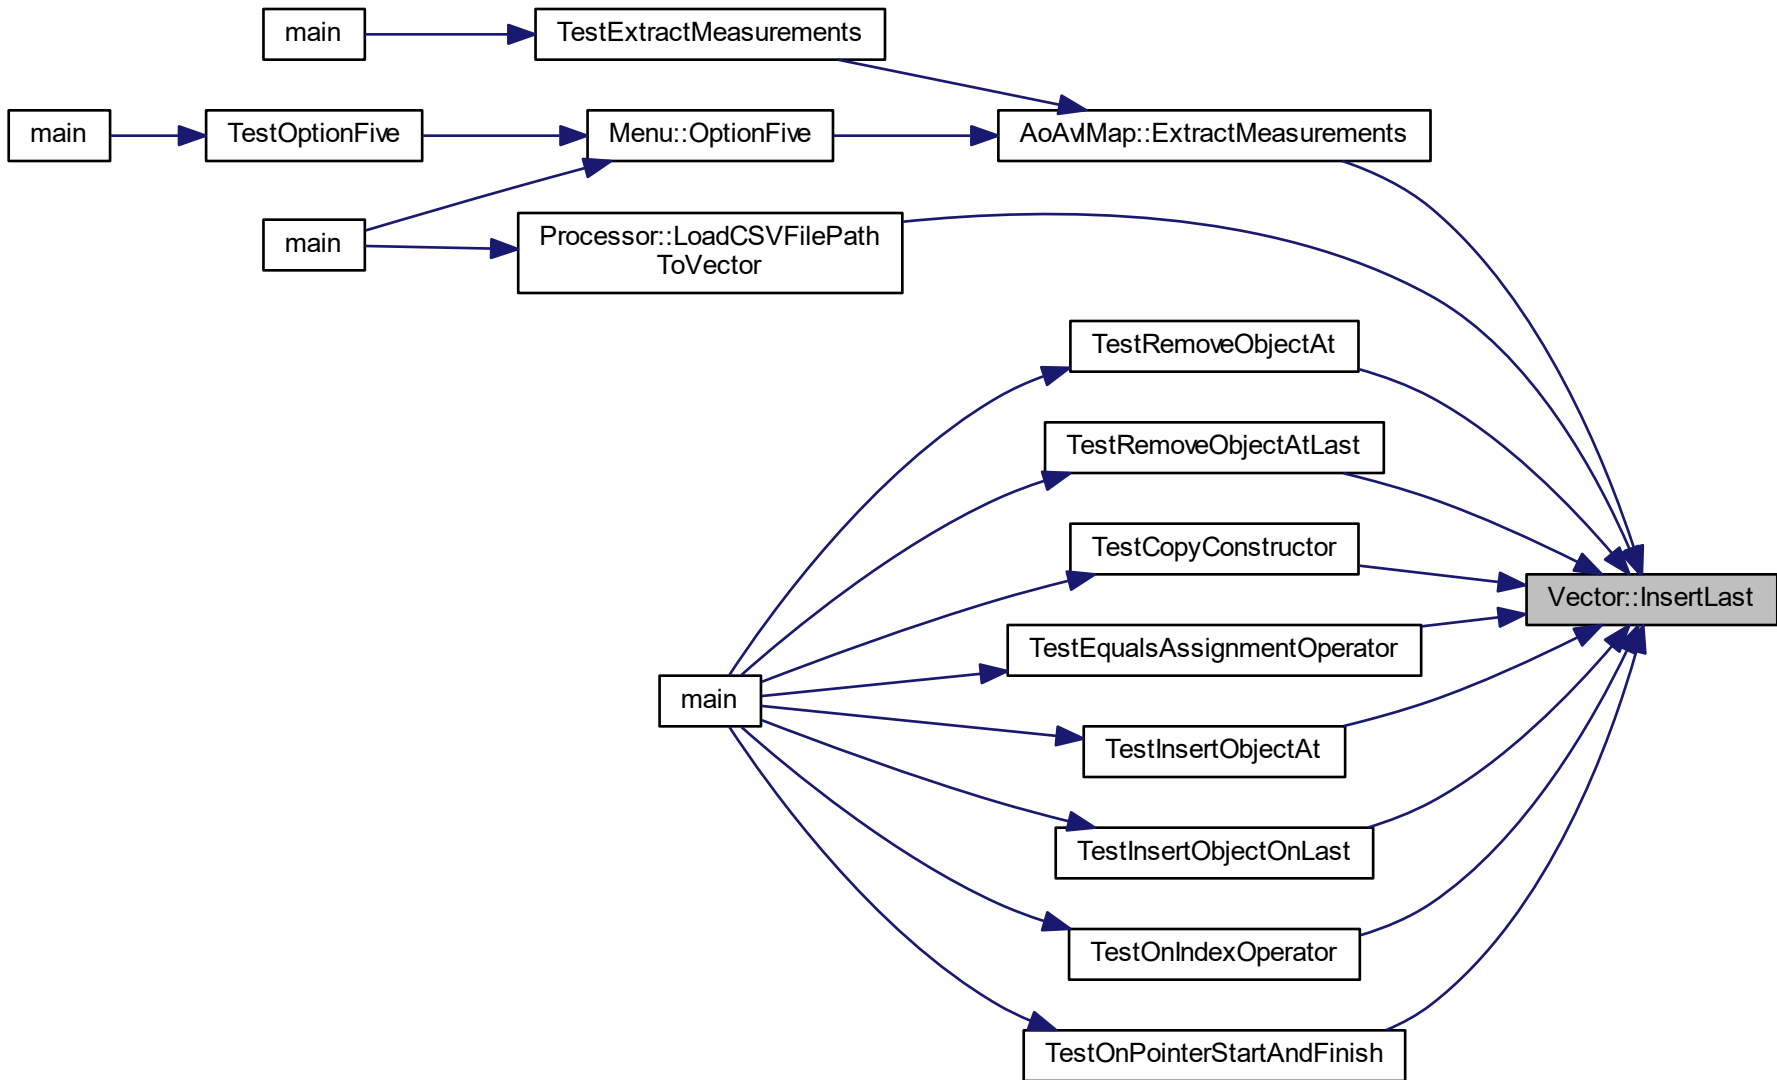 main
TestExtractMeasurements
main
TestOptionFive
Menu::OptionFive
AoAvlMap::ExtractMeasurements
main
Processor::LoadCSVFilePath
ToVector
TestRemoveObjectAt
TestRemoveObjectAtLast
TestCopyConstructor
Vector::InsertLast
TestEqualsAssignmentOperator
main
TestInsertObjectAt
TestInsertObjectOnLast
TestOnIndexOperator
TestOnPointerStartAndFinish